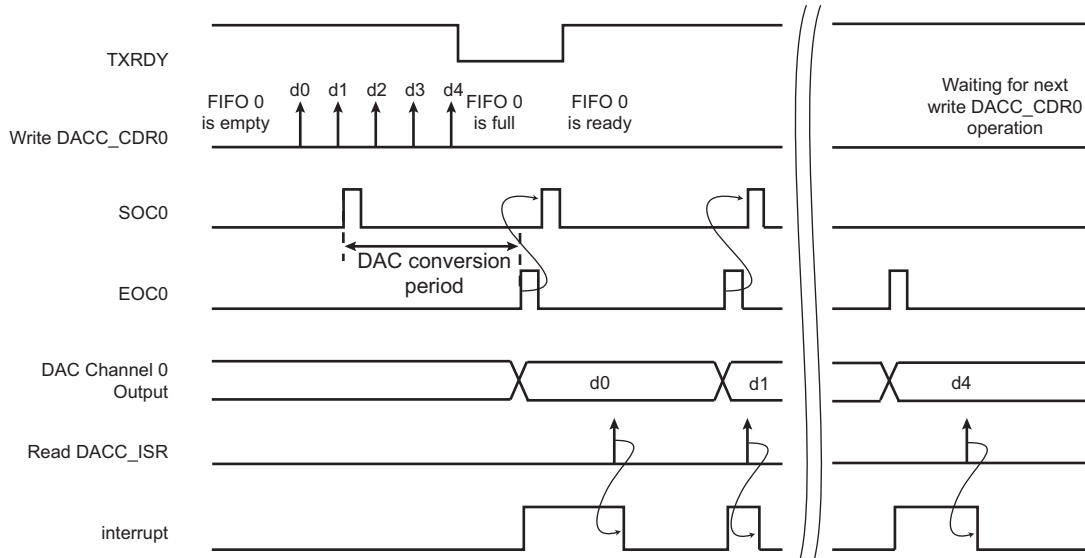 TXRDY
d0 d1 d2 d3 d4
FIFO 0
is empty
FIFO 0
is full
FIFO 0
is ready
Waiting for next
write DACC_CDR0
operation
Write DACC_CDR0
SOC0
DAC conversion
period
EOC0
DAC Channel 0
Output
d0
d1
d4
Read DACC_ISR
interrupt